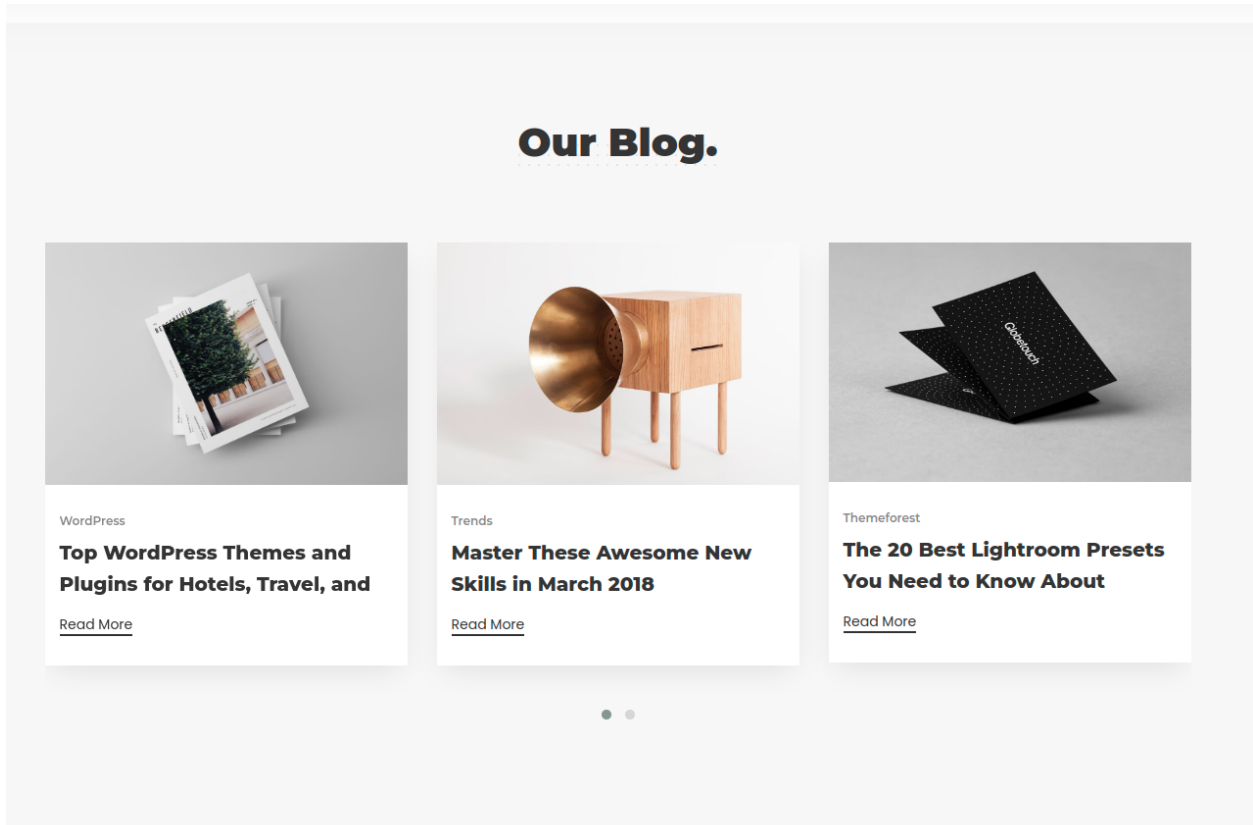 Our Blog.
WordPress
Top WordPress Themes and
Plugins for Hotels, Travel, and
Read More
Trends
Master These Awesome New
Skills in March 2018
Read More
Globetouch
Themeforest
The 20 Best Lightroom Presets
You Need to Know About
Read More